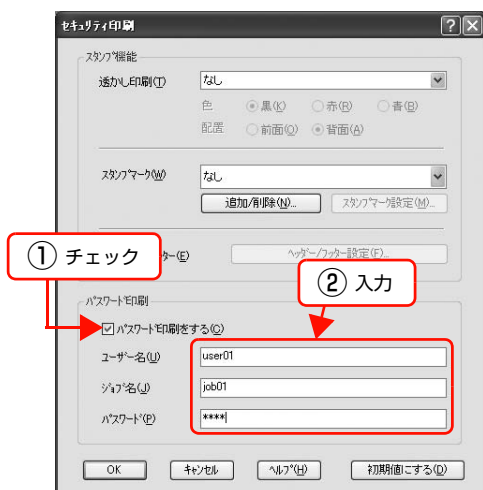 セキュリティ印刷
スタンプ機能
透かし印刷(T) なし
色 黒(K) 赤(R) 青(B)
配置 前面(O) 背面(A)
スタンプマーク(W) なし
追加/削除(N)... スタンプマーク設定(M)...
ッター(E) ヘッダー/フッター設定(F)...
① チェック
② 入力
パスワード印刷
パスワード印刷をする(C)
ユーザー名(U) user01
ジョブ名(J) job01
パスワード(P) ****
OK キャンセル ヘルプ(H) 初期値にする(D)